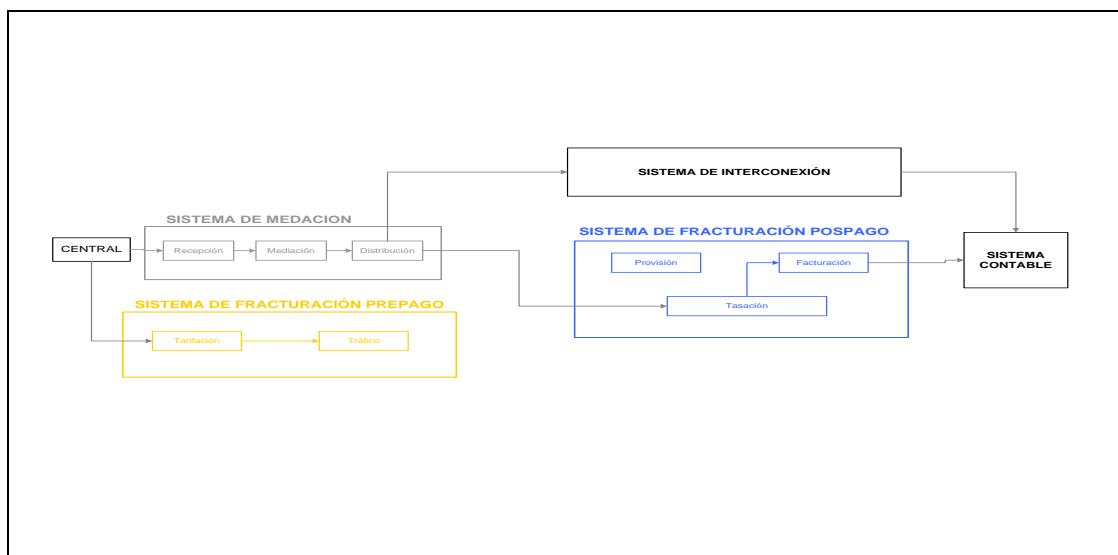 SISTEMA DE INTERCONEXIÓN
SISTEMA DE MEDACION
CENTRAL
Recepción
Mediación
Distribución
SISTEMA DE FRACTURACIÓN POSPAGO
Provisión
Facturación
Tasación
SISTEMA
CONTABLE
SISTEMA DE FRACTURACIÓN PREPAGO
Tarifación
Tráfico